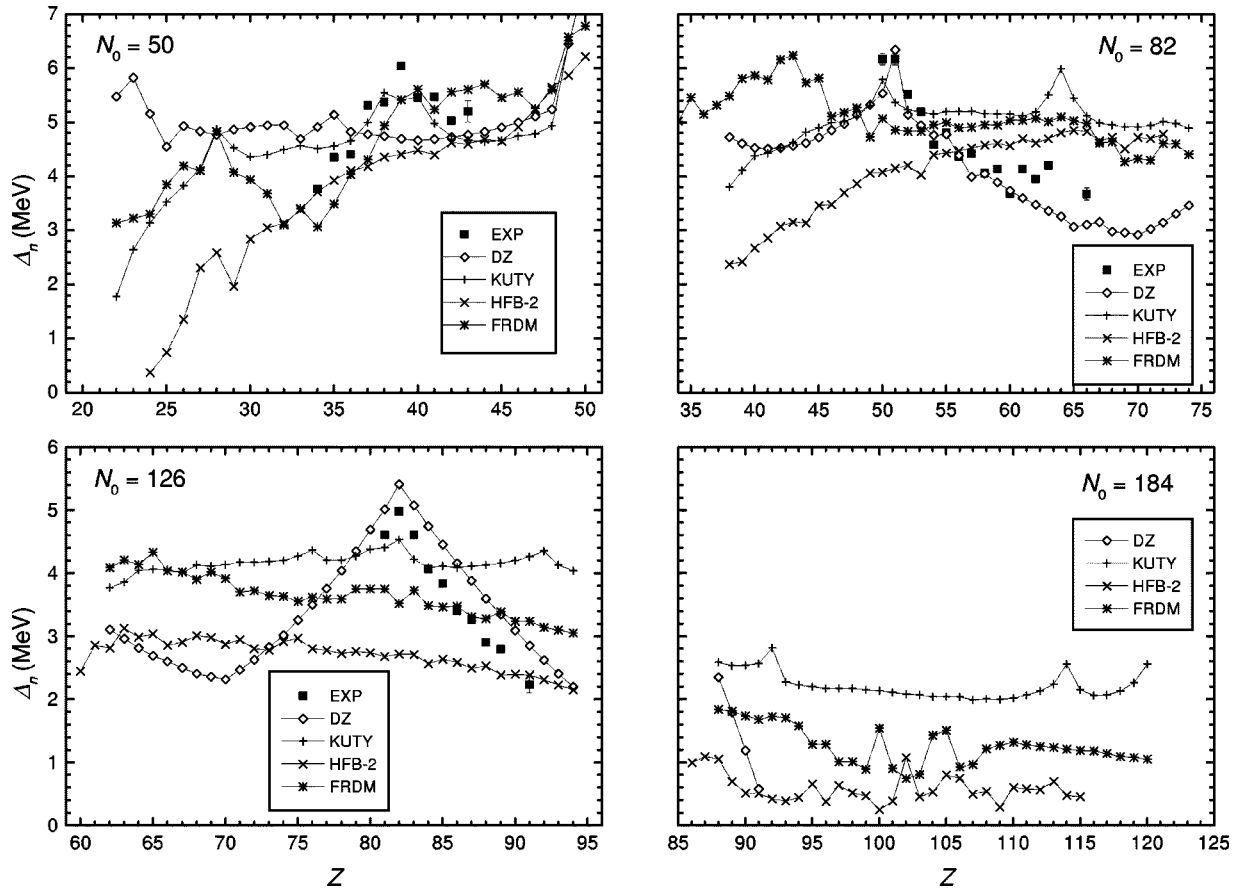 N₀ = 50
Δₙ (MeV)
7
6
5
4
3
2
1
0
EXP
DZ
KUTY
HFB-2
FRDM
20 25 30 35 40 45 50
N₀ = 82
EXP
DZ
KUTY
HFB-2
FRDM
35 40 45 50 55 60 65 70 75
N₀ = 126
Δₙ (MeV)
6
5
4
3
2
1
0
EXP
DZ
KUTY
HFB-2
FRDM
60 65 70 75 80 85 90 95
Z
N₀ = 184
DZ
KUTY
HFB-2
FRDM
85 90 95 100 105 110 115 120 125
Z